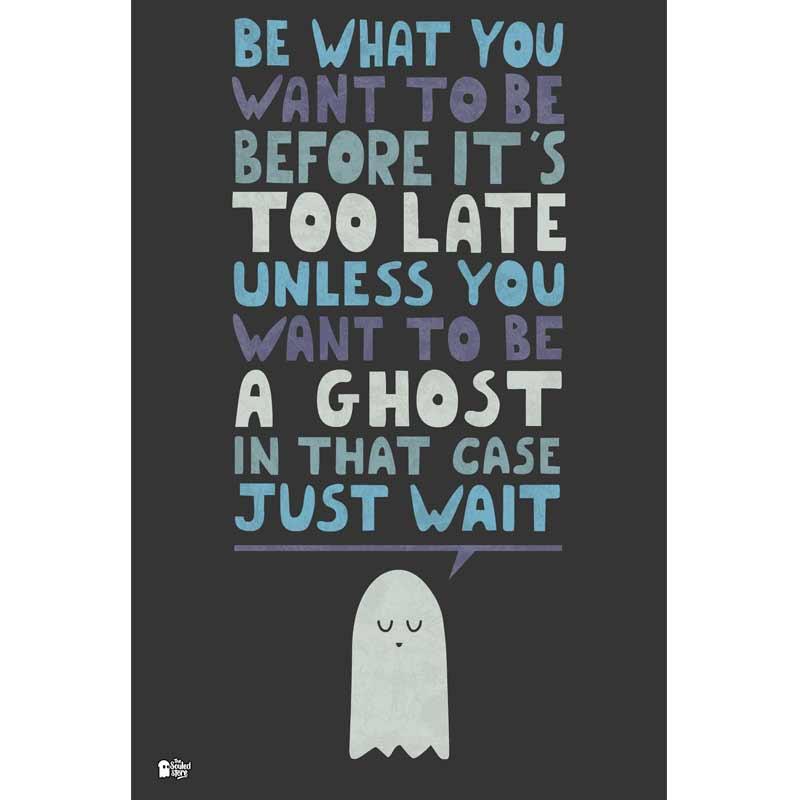 BE WHAT YOU
WANT TO BE
BEFORE IT'S
TOO LATE
UNLESS YOU
WANT TO BE
A GHOST
IN THAT CASE
JUST WAIT
The
Souled
Store